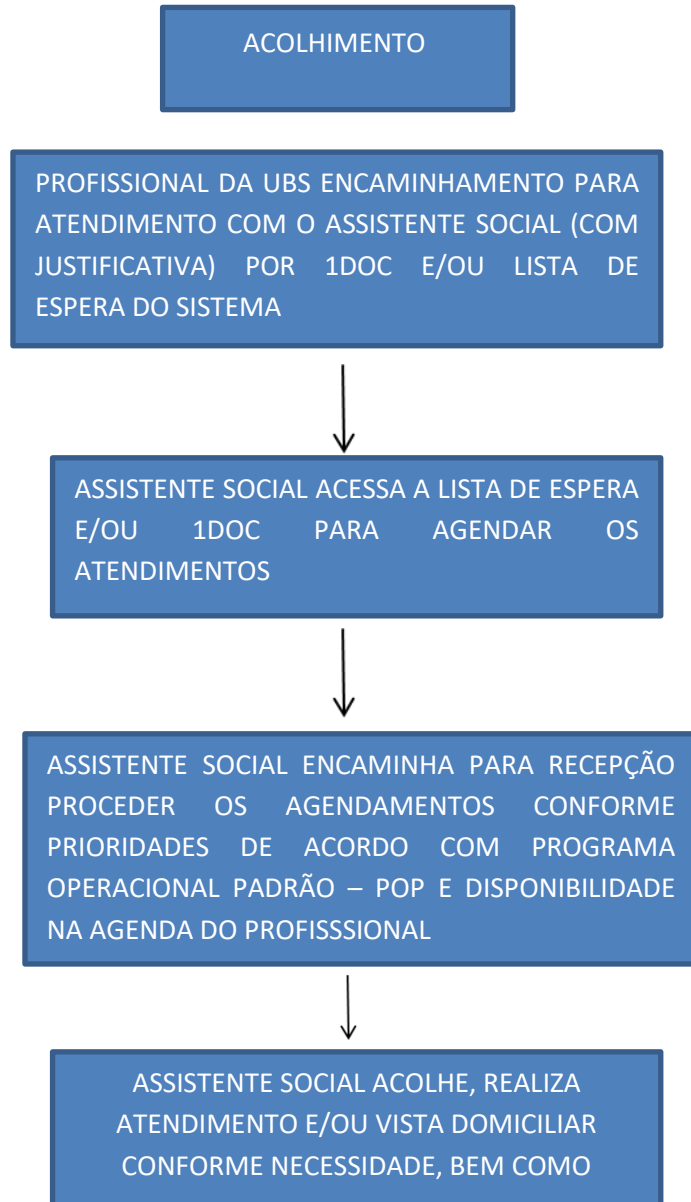 ACOLHIMENTO
PROFISSIONAL DA UBS ENCAMINHAMENTO PARA
ATENDIMENTO COM O ASSISTENTE SOCIAL (COM
JUSTIFICATIVA) POR 1DOC E/OU LISTA DE
ESPERA DO SISTEMA
ASSISTENTE SOCIAL ACESSA A LISTA DE ESPERA
E/OU 1DOC PARA AGENDAR OS
ATENDIMENTOS
ASSISTENTE SOCIAL ENCAMINHA PARA RECEPÇÃO
PROCEDER OS AGENDAMENTOS CONFORME
PRIORIDADES DE ACORDO COM PROGRAMA
OPERACIONAL PADRÃO – POP E DISPONIBILIDADE
NA AGENDA DO PROFISSSIONAL
ASSISTENTE SOCIAL ACOLHE, REALIZA
ATENDIMENTO E/OU VISTA DOMICILIAR
CONFORME NECESSIDADE, BEM COMO